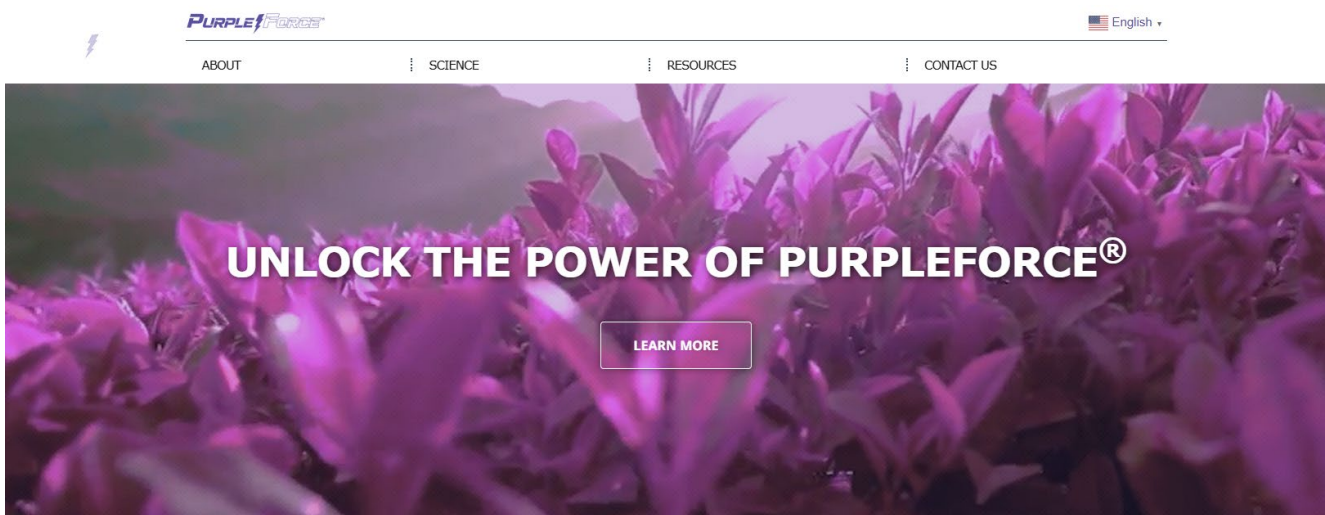 PURPLEFORCE
English
ABOUT
SCIENCE
RESOURCES
CONTACT US
UNLOCK THE POWER OF PURPLEFORCE®
LEARN MORE